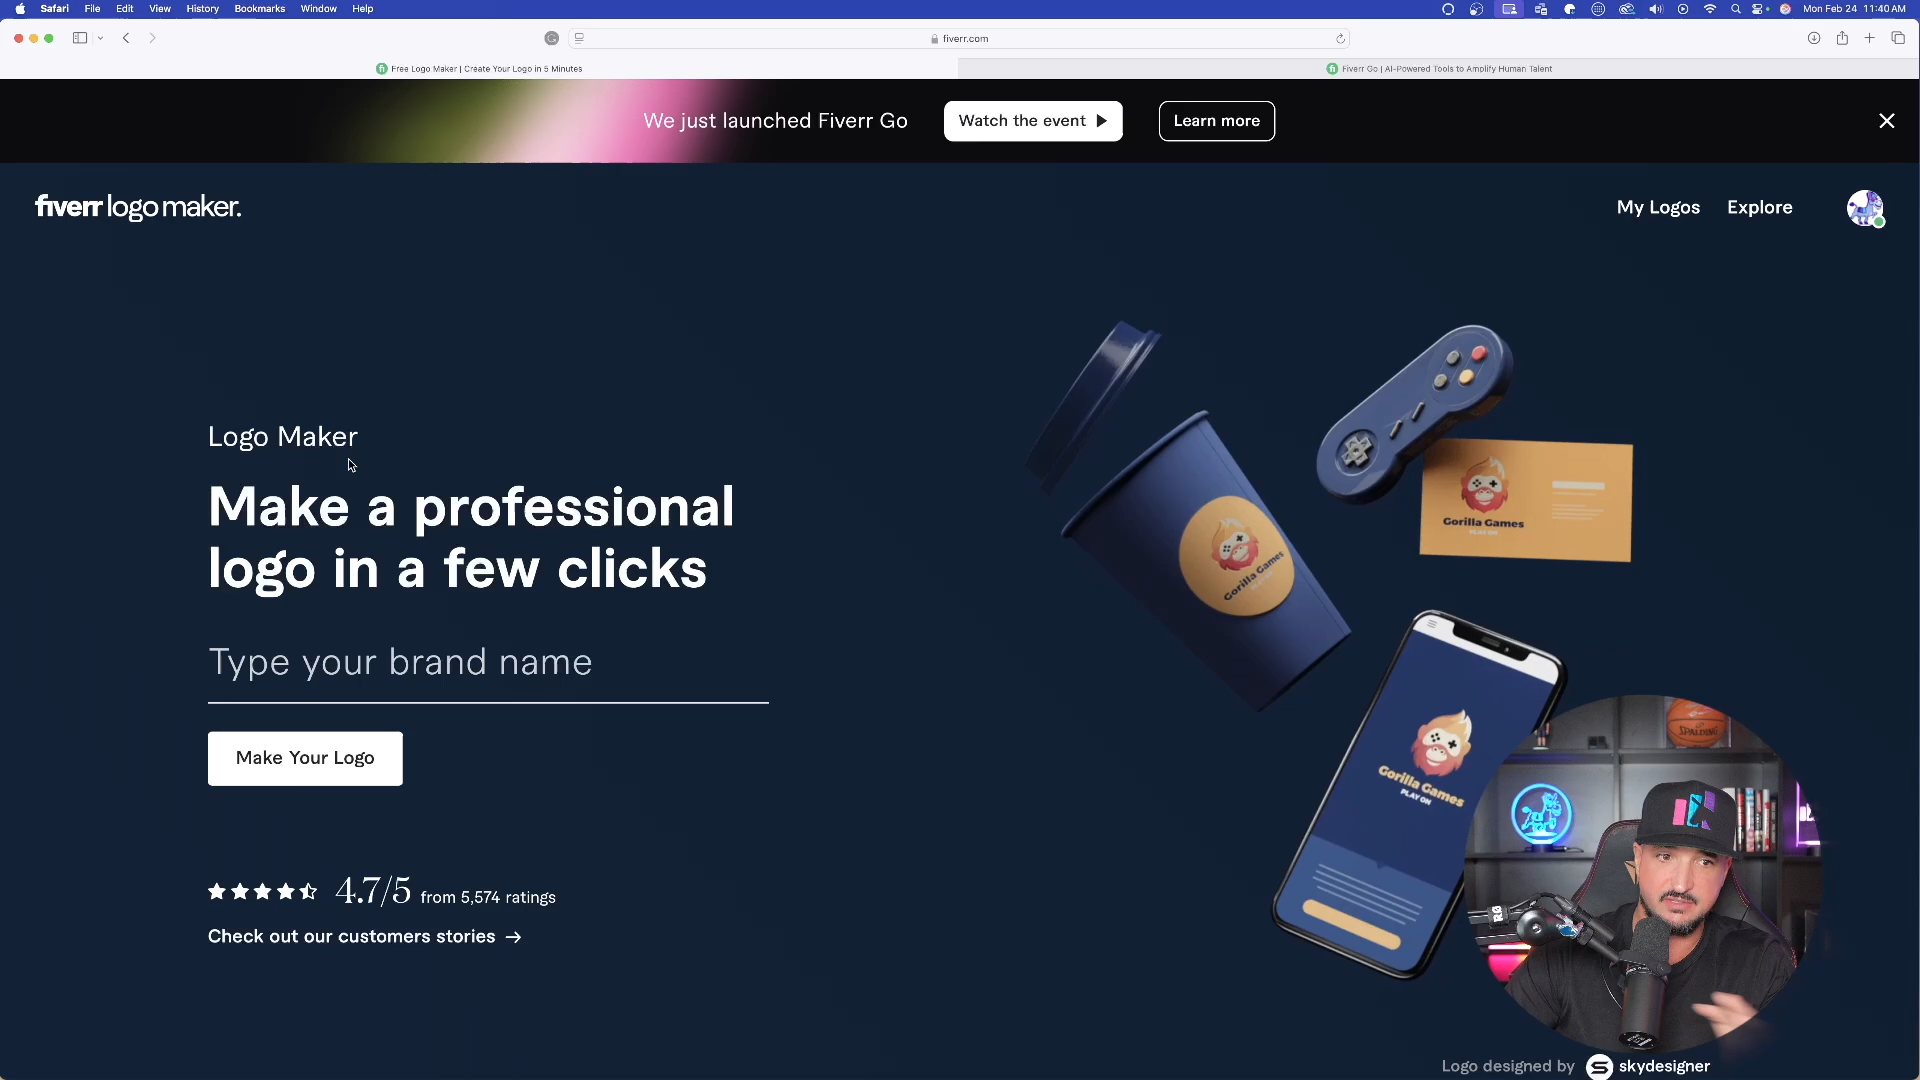 Safari File Edit View History Bookmarks Window Help Mon Feb 24 11:40 AM
fiverr.com
Free Logo Maker | Create Your Logo in 5 Minutes
Fiverr Go | AI-Powered Tools to Amplify Human Talent
We just launched Fiverr Go
Watch the event
Learn more
fiverr logo maker.
My Logos
Explore
Logo Maker
Make a professional
logo in a few clicks
Type your brand name
Make Your Logo
4.7/5 from 5,574 ratings
Check out our customers stories →
Gorilla Games
PLAY ON
Gorilla Games
Gorilla Games
PLAY ON
SPALDING
Logo designed by skydesigner